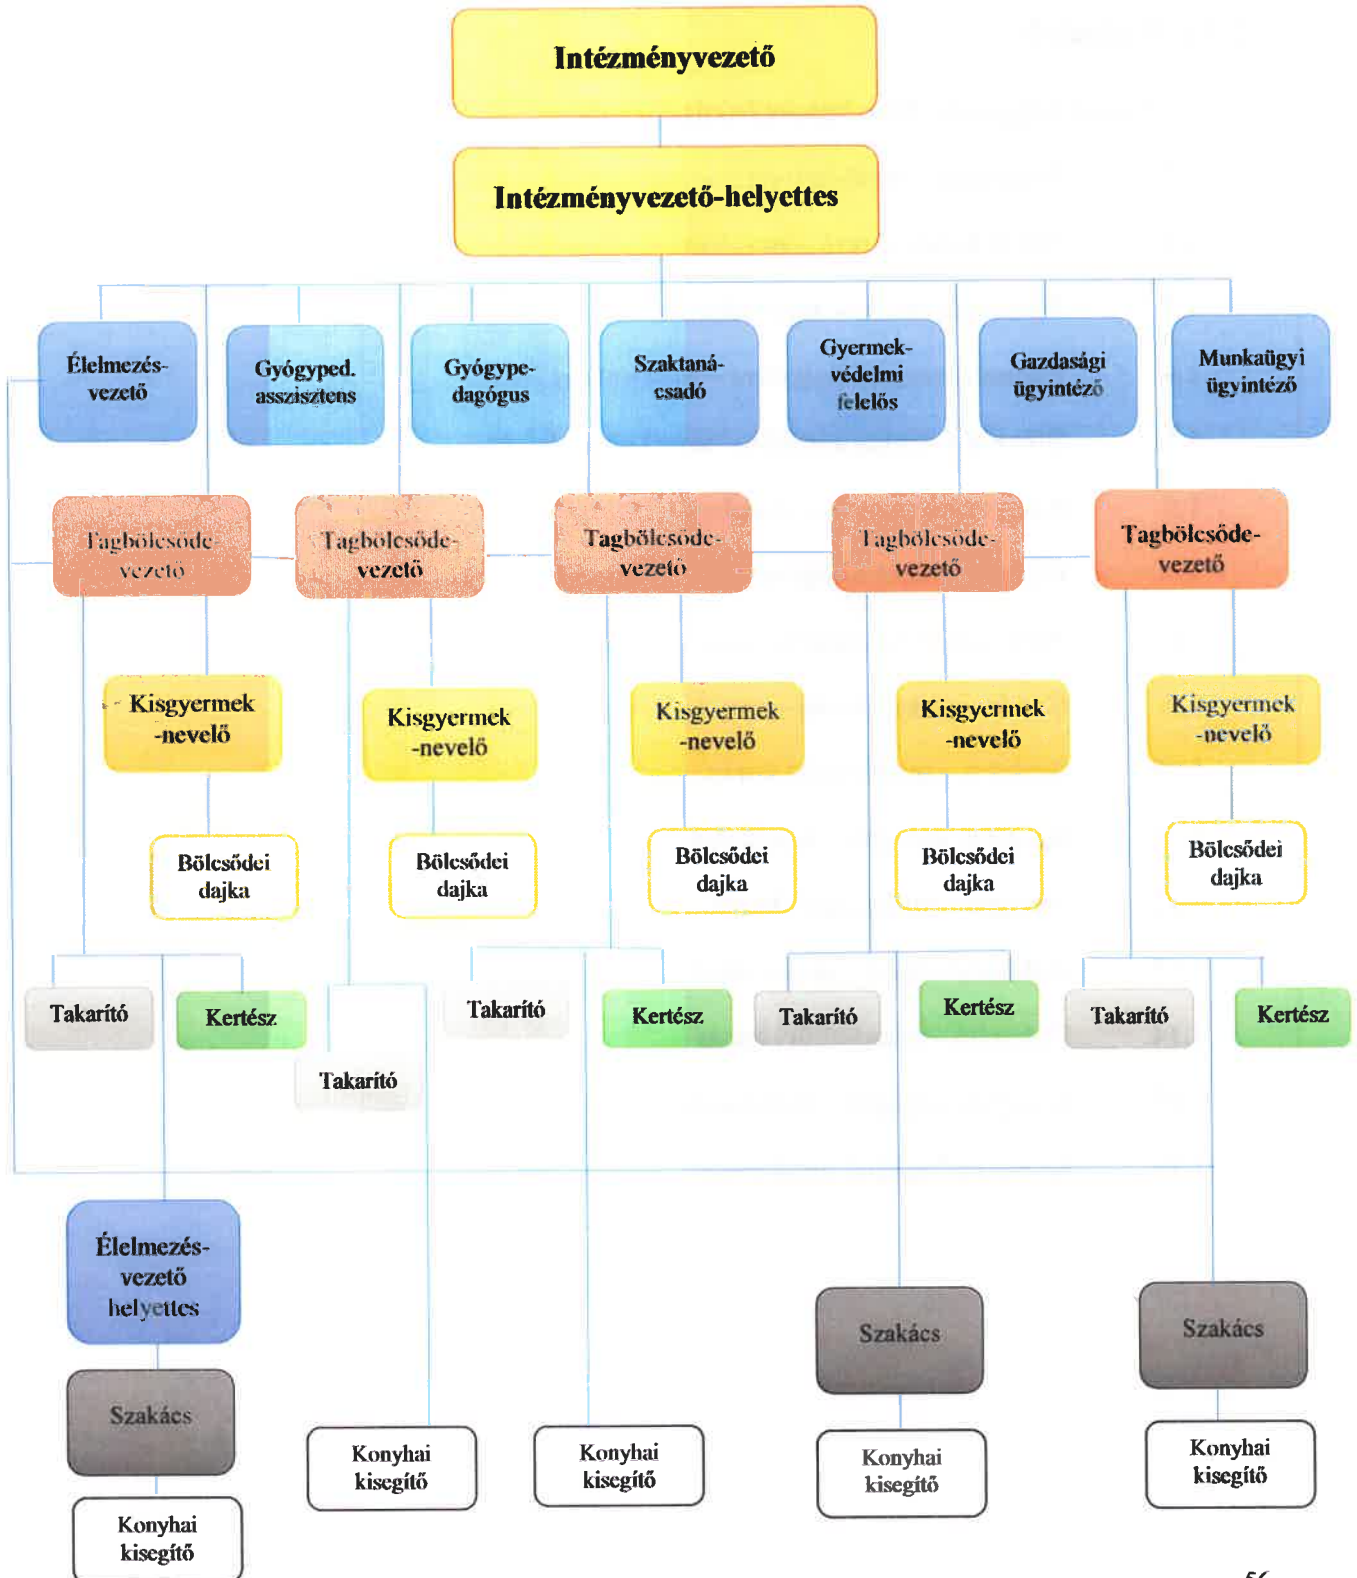 Intézményvezető
Intézményvezető-helyettes
Élelmezés-
vezető
Gyógyped.
asszisztens
Gyógype-
dagógus
Szaktaná-
csadó
Gyermek-
védelmi
felelős
Gazdasági
ügyintéző
Munkaügyi
ügyintéző
Tagbölcsőde-
vezető
Tagbölcsőde-
vezető
Tagbölcsőde-
vezető
Tagbölcsőde-
vezető
Tagbölcsőde-
vezető
Kisgyermek
-nevelő
Kisgyermek
-nevelő
Kisgyermek
-nevelő
Kisgyermek
-nevelő
Kisgyermek
-nevelő
Bölcsődei
dajka
Bölcsődei
dajka
Bölcsődei
dajka
Bölcsődei
dajka
Bölcsődei
dajka
Takarító
Kertész
Takarító
Takarító
Kertész
Takarító
Kertész
Takarító
Kertész
Élelmezés-
vezető
helyettes
Szakács
Szakács
Szakács
Konyhai
kisegítő
Konyhai
kisegítő
Konyhai
kisegítő
Konyhai
kisegítő
Konyhai
kisegítő